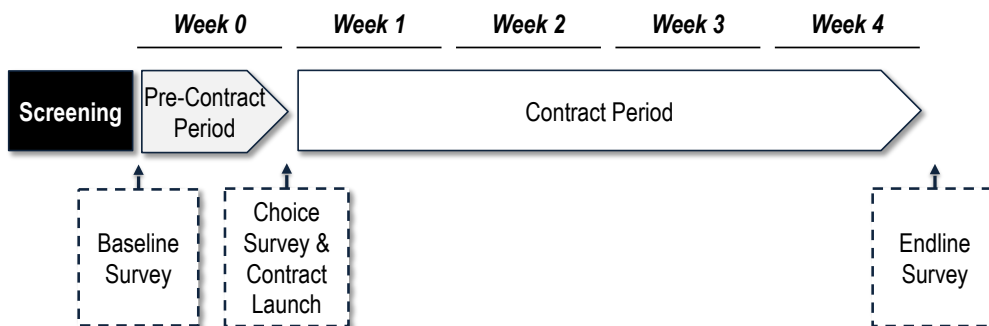 Week 0 Week 1 Week 2 Week 3 Week 4
Screening
Pre-Contract
Period
Contract Period
Baseline
Survey
Choice
Survey &
Contract
Launch
Endline
Survey